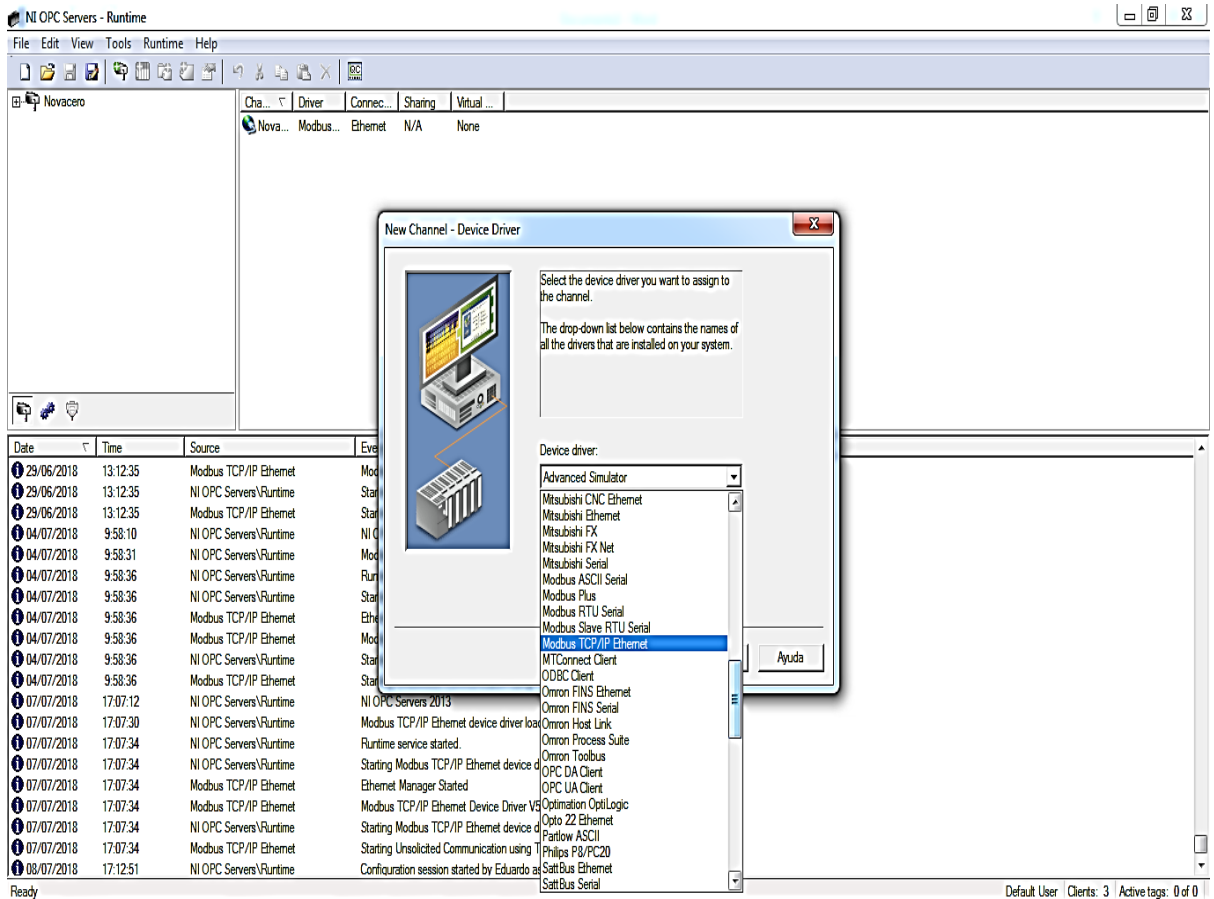 NI OPC Servers - Runtime
File Edit View Tools Runtime Help
Novacero
Cha... Driver Connec... Sharing Virtual ...
Nova... Modbus... Ethernet N/A None
New Channel - Device Driver
Select the device driver you want to assign to
the channel.
The drop-down list below contains the names of
all the drivers that are installed on your system.
Device driver:
Advanced Simulator
Mitsubishi CNC Ethernet
Mitsubishi Ethernet
Mitsubishi FX
Mitsubishi FX Net
Mitsubishi Serial
Modbus ASCII Serial
Modbus Plus
Modbus RTU Serial
Modbus Slave RTU Serial
Modbus TCP/IP Ethernet
MTConnect Client
ODBC Client
Omron FINS Ethernet
Omron FINS Serial
Omron Host Link
Omron Process Suite
Omron Toolbus
OPC DA Client
OPC UA Client
Optimation OptiLogic
Opto 22 Ethernet
Partlow ASCII
Philips P8/PC20
SattBus Ethernet
SattBus Serial
Ayuda
Date Time Source Eve
29/06/2018 13:12:35 Modbus TCP/IP Ethernet Mod
29/06/2018 13:12:35 NI OPC Servers\Runtime Star
29/06/2018 13:12:35 Modbus TCP/IP Ethernet Star
04/07/2018 9:58:10 NI OPC Servers\Runtime NI O
04/07/2018 9:58:31 NI OPC Servers\Runtime Mod
04/07/2018 9:58:36 NI OPC Servers\Runtime Run
04/07/2018 9:58:36 NI OPC Servers\Runtime Star
04/07/2018 9:58:36 Modbus TCP/IP Ethernet Ethe
04/07/2018 9:58:36 Modbus TCP/IP Ethernet Mod
04/07/2018 9:58:36 NI OPC Servers\Runtime Star
04/07/2018 9:58:36 Modbus TCP/IP Ethernet Star
07/07/2018 17:07:12 NI OPC Servers\Runtime NI OPC Servers 2013
07/07/2018 17:07:30 NI OPC Servers\Runtime Modbus TCP/IP Ethernet device driver load
07/07/2018 17:07:34 NI OPC Servers\Runtime Runtime service started.
07/07/2018 17:07:34 NI OPC Servers\Runtime Starting Modbus TCP/IP Ethernet device d
07/07/2018 17:07:34 Modbus TCP/IP Ethernet Ethernet Manager Started
07/07/2018 17:07:34 Modbus TCP/IP Ethernet Modbus TCP/IP Ethernet Device Driver V5
07/07/2018 17:07:34 NI OPC Servers\Runtime Starting Modbus TCP/IP Ethernet device d
07/07/2018 17:07:34 Modbus TCP/IP Ethernet Starting Unsolicited Communication using T
08/07/2018 17:12:51 NI OPC Servers\Runtime Configuration session started by Eduardo as
Ready
Default User Clients: 3 Active tags: 0 of 0